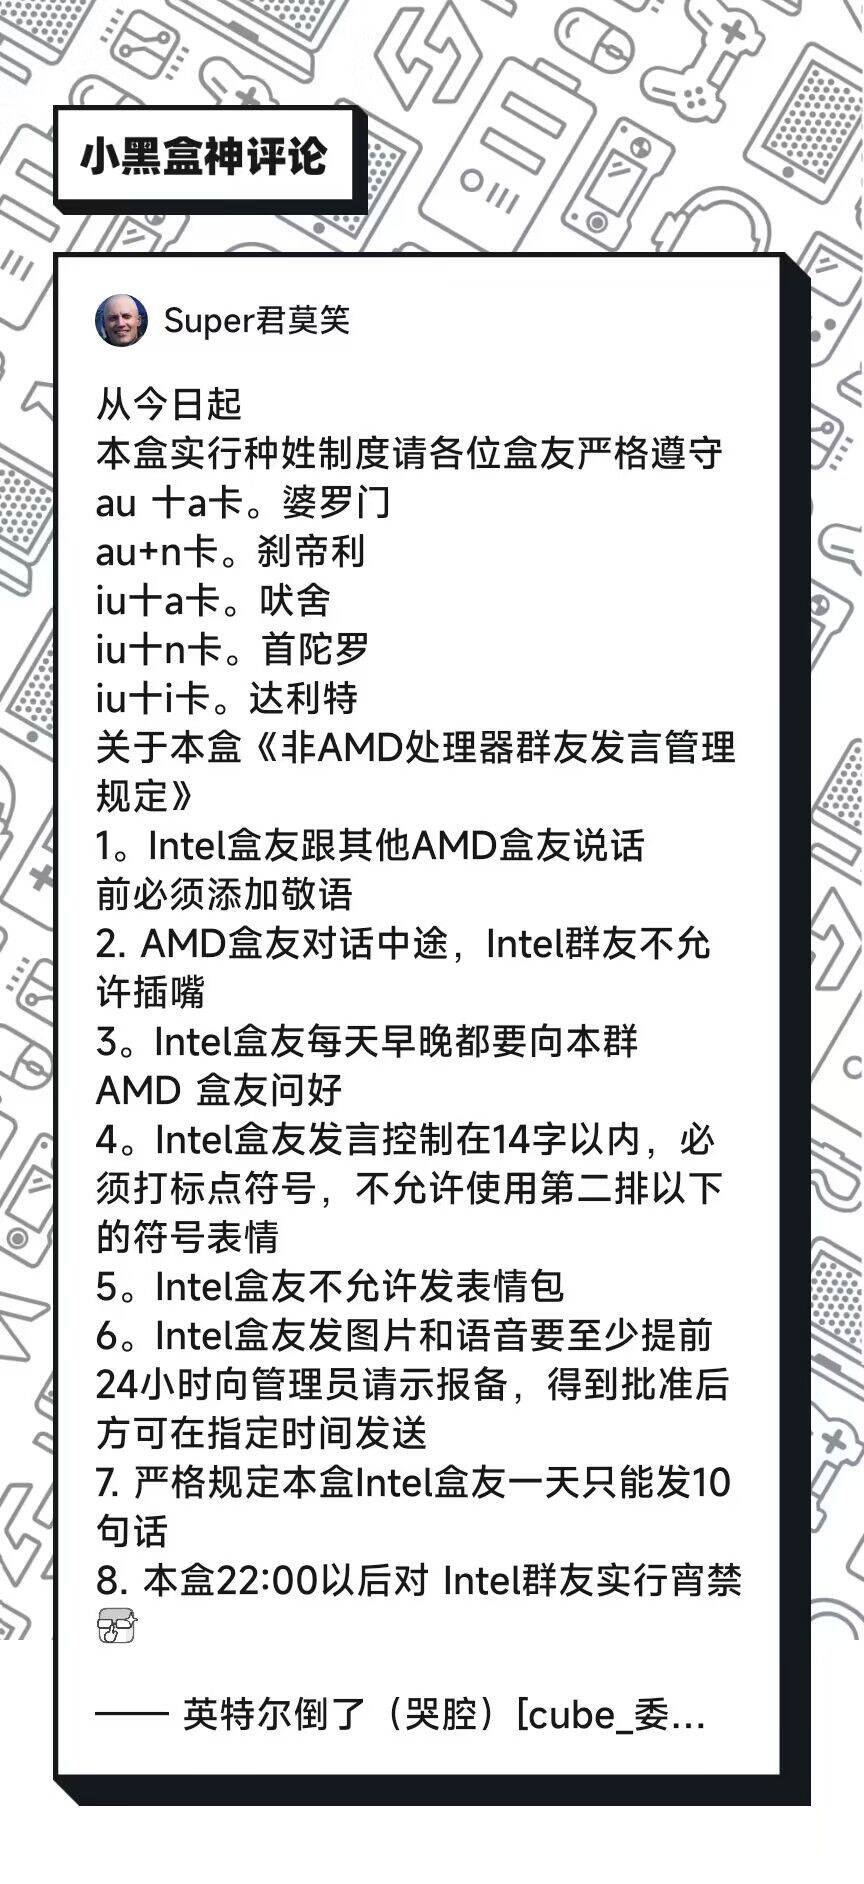 小黑盒神评论
Super君莫笑
从今日起
本盒实行种姓制度请各位盒友严格遵守
au 十a卡。婆罗门
au+n卡。刹帝利
iu十a卡。吠舍
iu十n卡。首陀罗
iu十i卡。达利特
关于本盒《非AMD处理器群友发言管理
规定》
1。Intel盒友跟其他AMD盒友说话
前必须添加敬语
2. AMD盒友对话中途，Intel群友不允
许插嘴
3。Intel盒友每天早晚都要向本群
AMD 盒友问好
4。Intel盒友发言控制在14字以内，必
须打标点符号，不允许使用第二排以下
的符号表情
5。Intel盒友不允许发表情包
6。Intel盒友发图片和语音要至少提前
24小时向管理员请示报备，得到批准后
方可在指定时间发送
7. 严格规定本盒Intel盒友一天只能发10
句话
8. 本盒22:00以后对 Intel群友实行宵禁
—— 英特尔倒了（哭腔）[cube_委...